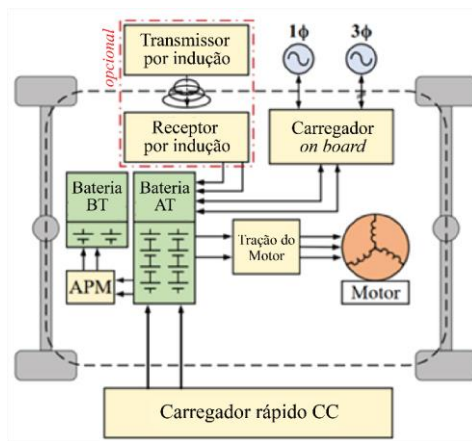 opcional
Transmissor
por indução
1ϕ
3ϕ
Receptor
por indução
Carregador
on board
Bateria
BT
Bateria
AT
Tração do
Motor
APM
Motor
Carregador rápido CC